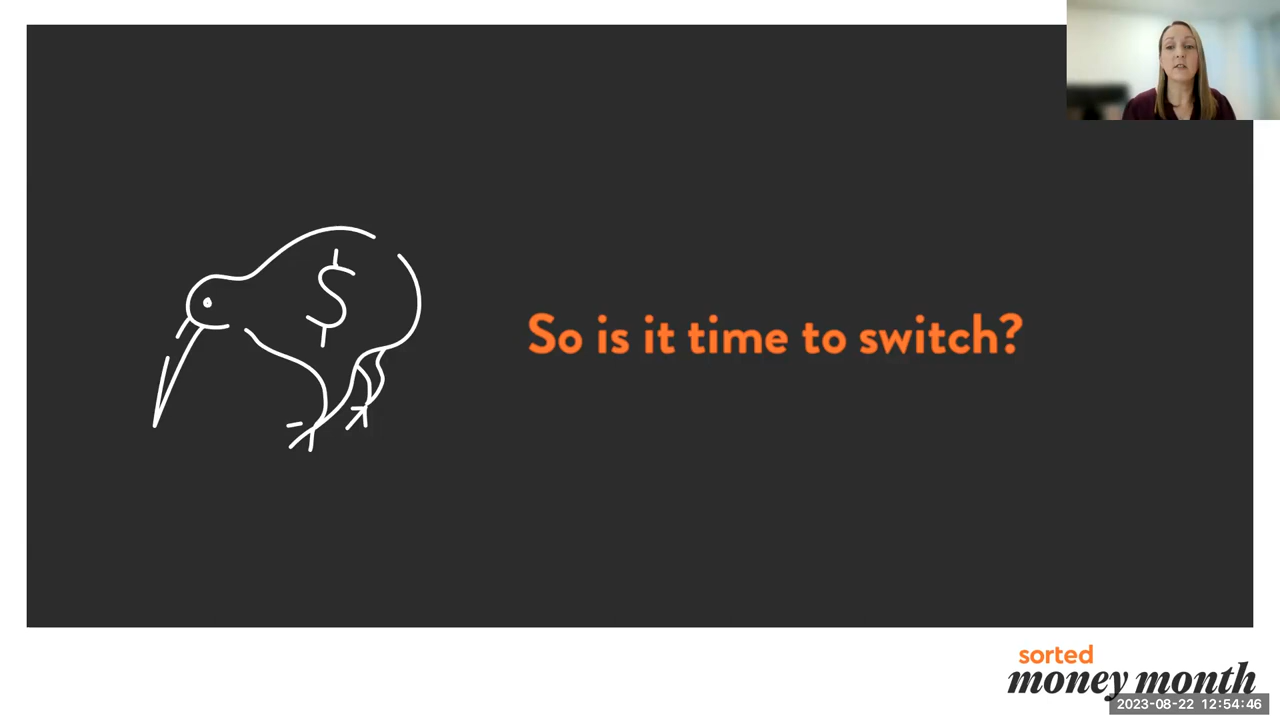 $
So is it time to switch?
sorted
money month
2023-08-22 12:54:46